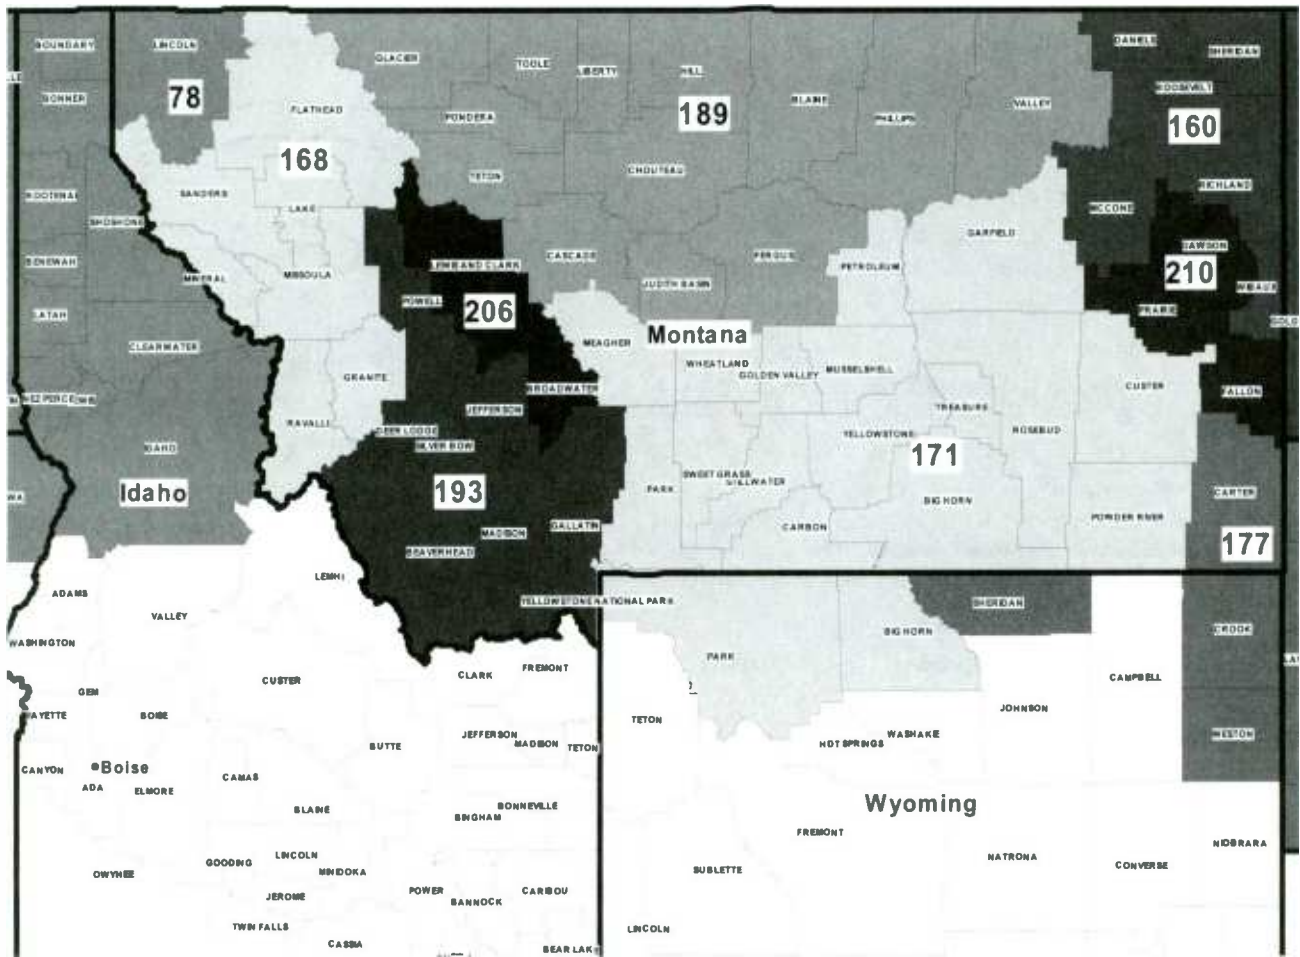 BOUNDARY
LINCOLN
GLACIER
TOOLE
LIBERTY
HILL
DANIELS
SHERIDAN
BONNER
78
FLATHEAD
PONDERA
189
BLAINE
PHILLIPS
VALLEY
ROOSEVELT
160
168
TETON
CHOUTEAU
KOOTENAI
SANDERS
LAKE
RICHLAND
MCCONE
SHOSHONE
GARFIELD
DAWSON
BENEWAH
MINERAL
MISSOULA
LEWIS AND CLARK
CASCADE
FERGUS
PETROLEUM
210
JUDITH BASIN
WIBAUX
POWELL
206
PRAIRIE
LATAH
GOLD
CLEARWATER
MEAGHER
Montana
WHEATLAND
GOLDEN VALLEY
MUSSELSHELL
GRANITE
BROADWATER
CUSTER
FALLON
NEZ PERCE
JEFFERSON
TREASURE
RAVALLI
DEER LODGE
SILVER BOW
YELLOWSTONE
ROSEBUD
IDAHO
171
Idaho
193
PARK
SWEET GRASS
STILLWATER
BIG HORN
CARTER
WA
GALLATIN
CARBON
POWDER RIVER
MADISON
BEAVERHEAD
177
LEMHI
ADAMS
YELLOWSTONE NATIONAL PARK
SHERIDAN
VALLEY
WASHINGTON
BIG HORN
CROOK
PARK
CLARK
FREMONT
CUSTER
CAMPBELL
GEM
AYETTE
BOISE
TETON
JOHNSON
JEFFERSON
MADISON
TETON
BUTTE
HOT SPRINGS
WASHAKIE
WESTON
CANYON
Boise
CAMAS
ADA
ELMORE
BLAINE
BINGHAM
BONNEVILLE
Wyoming
FREMONT
GOODING
LINCOLN
MINIDOKA
NATRONA
CONVERSE
NIOBRARA
OWYHEE
SUBLETTE
JEROME
POWER
BANNOCK
CARIBOU
TWIN FALLS
LINCOLN
CASSIA
BEAR LAK